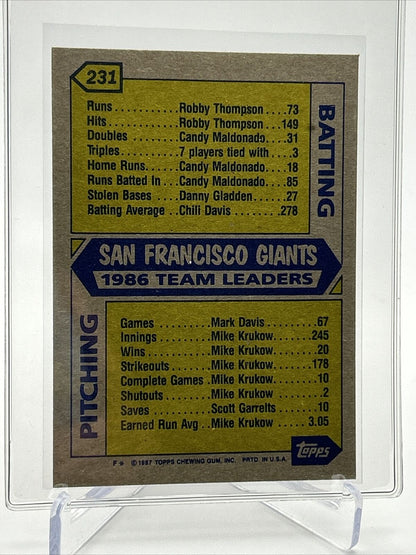 231
Runs ......... Robby Thompson .... 73
Hits ........... Robby Thompson .. 149
Doubles ...... Candy Maldonado ... 31
Triples ........ 7 players tied with ... 3
Home Runs .... Candy Maldonado ... 18
Runs Batted In .. Candy Maldonado ... 85
Stolen Bases ... Danny Gladden ..... 27
Batting Average .. Chili Davis ........ .278
BATTING
SAN FRANCISCO GIANTS
1986 TEAM LEADERS
PITCHING
Games ......... Mark Davis ...... 67
Innings ......... Mike Krukow .... 245
Wins ........... Mike Krukow ..... 20
Strikeouts ...... Mike Krukow .... 178
Complete Games .. Mike Krukow ..... 10
Shutouts ....... Mike Krukow ...... 2
Saves .......... Scott Garrelts .... 10
Earned Run Avg .. Mike Krukow .... 3.05
F* © 1987 TOPPS CHEWING GUM, INC. PRTD. IN U.S.A.
topps